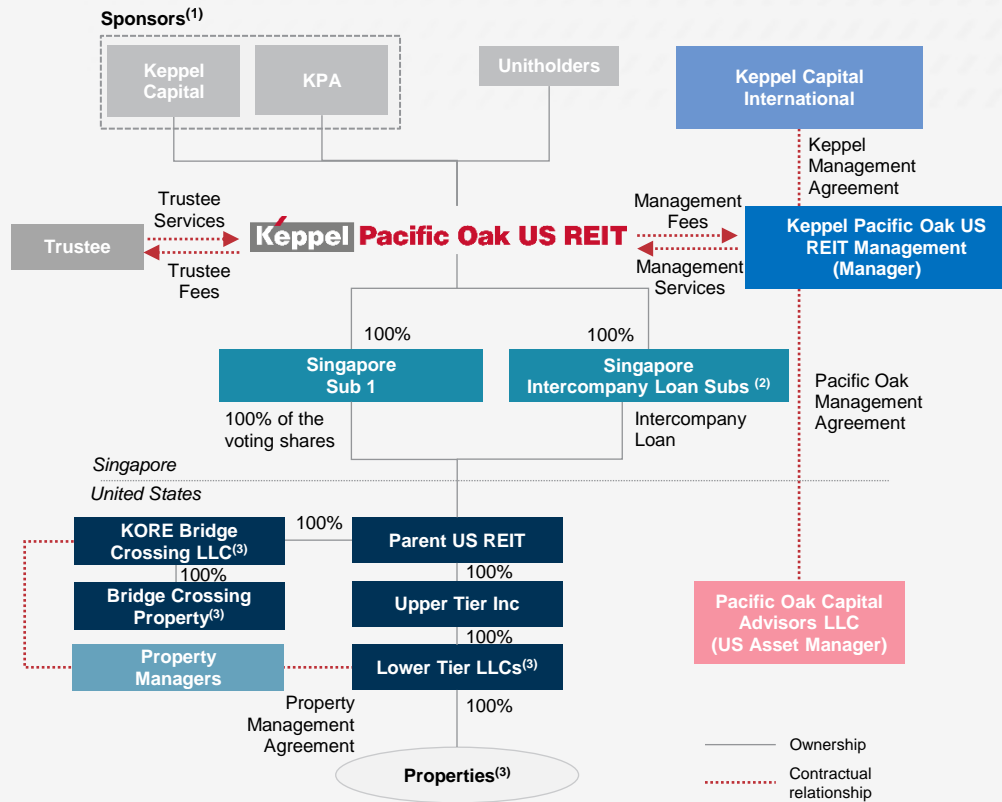 Sponsors(1)
Keppel
Capital
KPA
Unitholders
Keppel Capital
International
Keppel
Management
Agreement
Trustee
Services
Trustee
Trustee
Fees
Keppel Pacific Oak US REIT
Management
Fees
Management
Services
Keppel Pacific Oak US
REIT Management
(Manager)
100%
100%
Singapore
Sub 1
Singapore
Intercompany Loan Subs (2)
100% of the
voting shares
Intercompany
Loan
Pacific Oak
Management
Agreement
Singapore
United States
KORE Bridge
Crossing LLC(3)
100%
Parent US REIT
100%
100%
Bridge Crossing
Property(3)
Upper Tier Inc
Pacific Oak Capital
Advisors LLC
(US Asset Manager)
100%
Property
Managers
Lower Tier LLCs(3)
Property
Management
Agreement
100%
Properties(3)
Ownership
Contractual
relationship